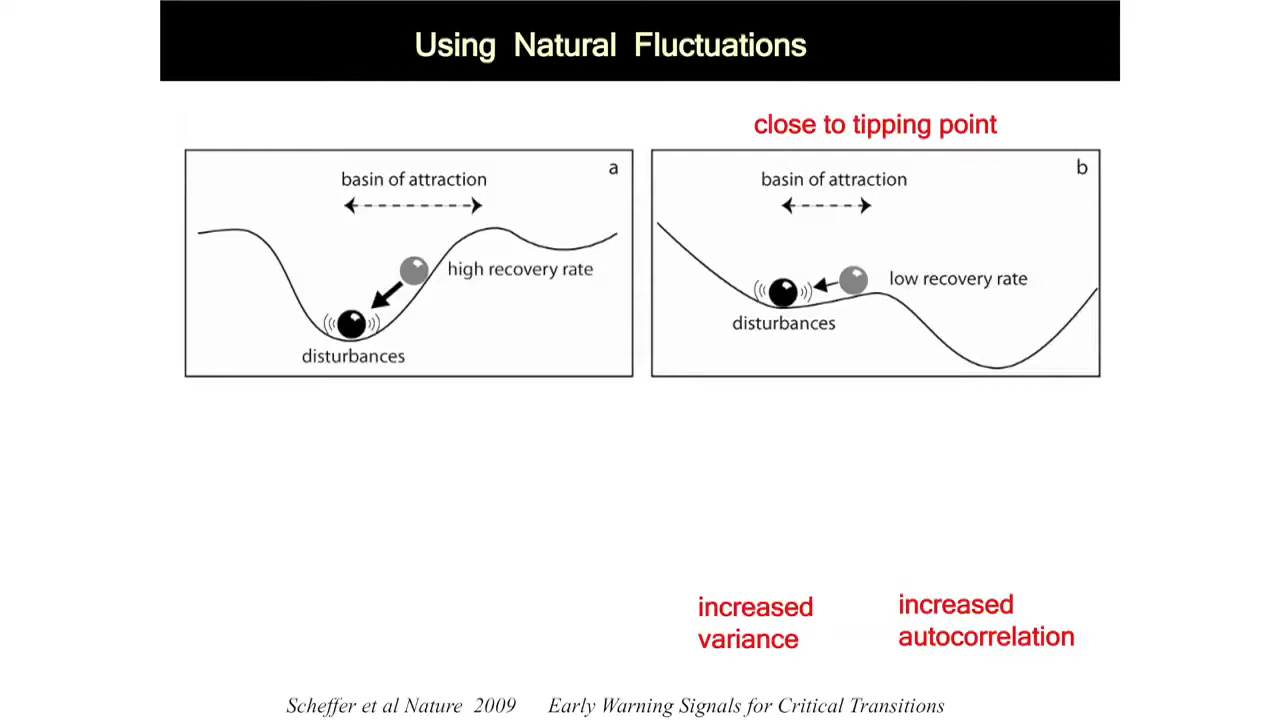 Using Natural Fluctuations
close to tipping point
a
basin of attraction
high recovery rate
disturbances
b
basin of attraction
low recovery rate
disturbances
increased
variance
increased
autocorrelation
Scheffer et al Nature 2009 Early Warning Signals for Critical Transitions